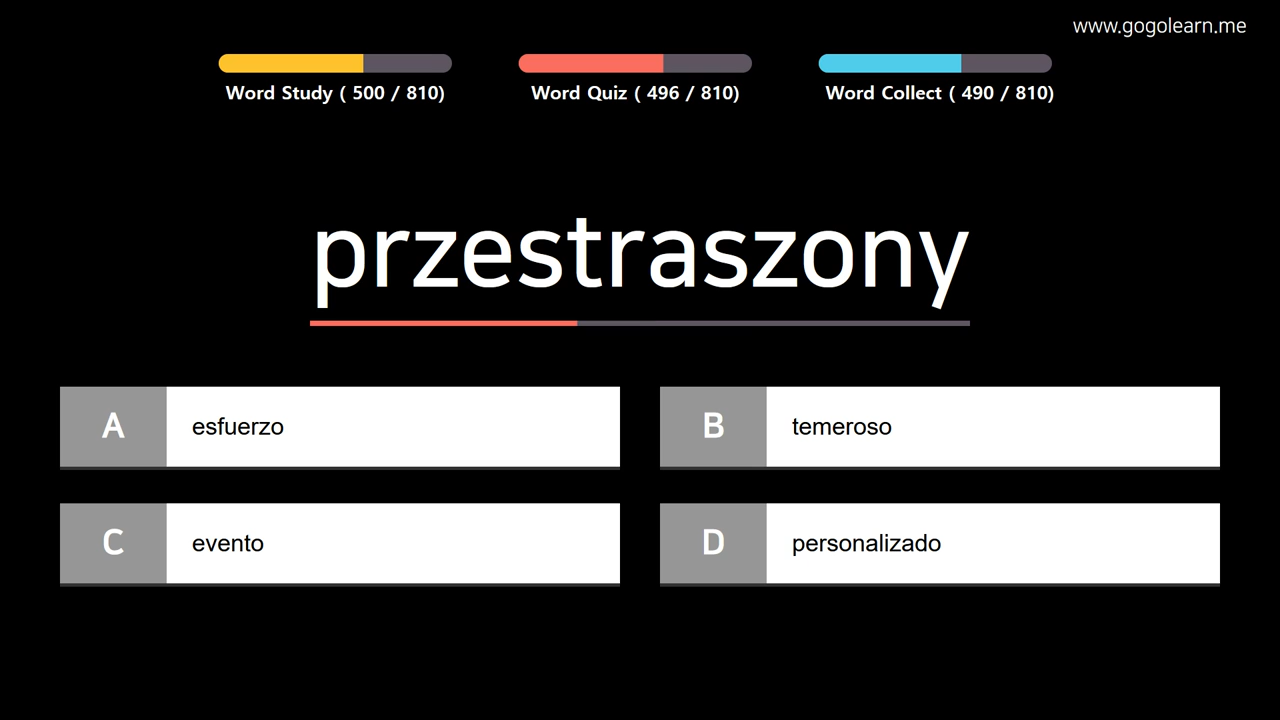 www.gogolearn.me
Word Study ( 500 / 810)
Word Quiz ( 496 / 810)
Word Collect ( 490 / 810)
przestraszony
A
esfuerzo
B
temeroso
C
evento
D
personalizado